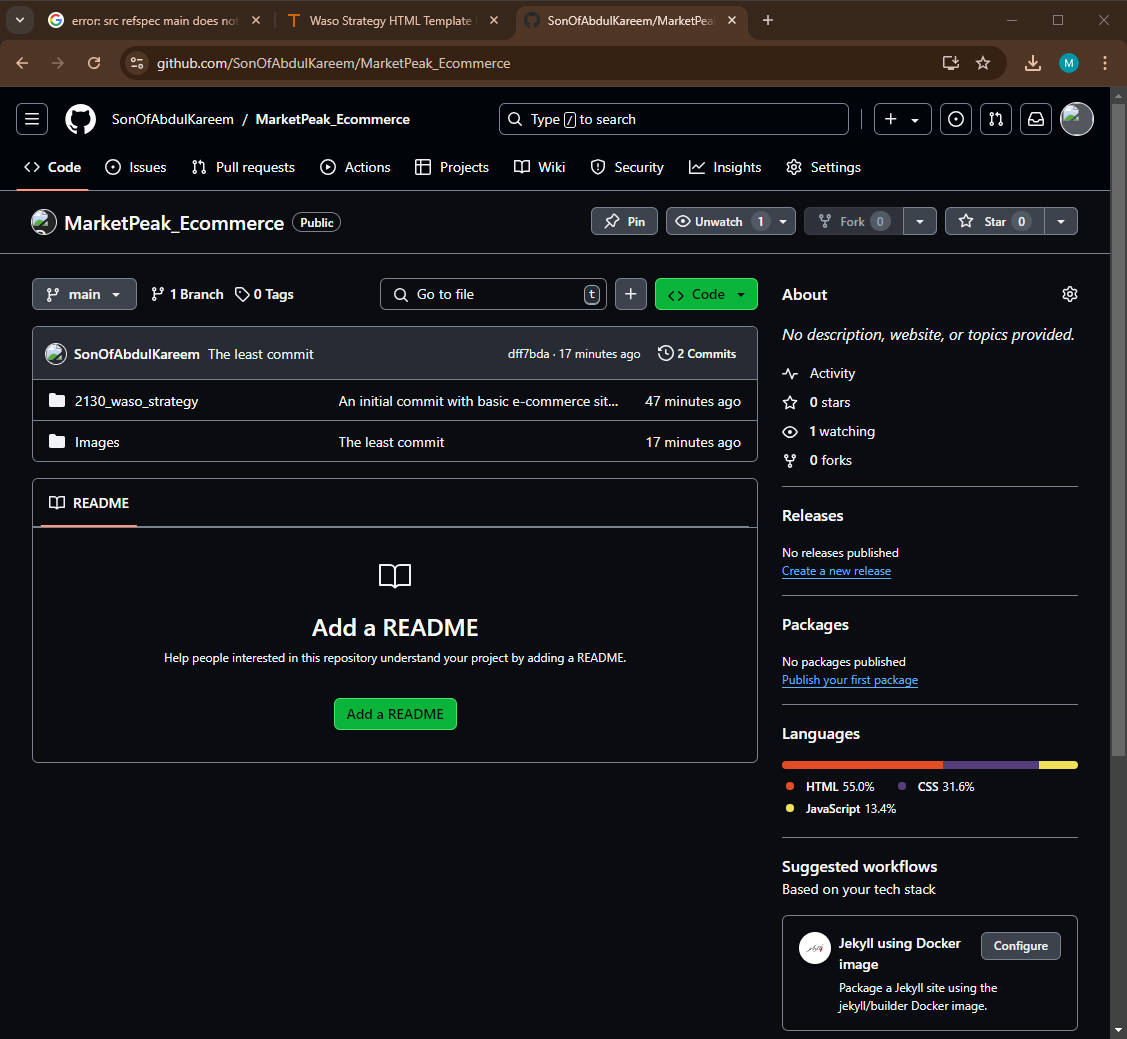 error: src refspec main does not
Waso Strategy HTML Template
SonOfAbdulKareem/MarketPea
github.com/SonOfAbdulKareem/MarketPeak_Ecommerce
M
SonOfAbdulKareem / MarketPeak_Ecommerce
Type / to search
Code
Issues
Pull requests
Actions
Projects
Wiki
Security
Insights
Settings
MarketPeak_Ecommerce
Public
Pin
Unwatch 1
Fork 0
Star 0
main
1 Branch
0 Tags
Go to file
t
Code
SonOfAbdulKareem The least commit
dff7bda · 17 minutes ago
2 Commits
2130_waso_strategy
An initial commit with basic e-commerce sit...
47 minutes ago
Images
The least commit
17 minutes ago
README
Add a README
Help people interested in this repository understand your project by adding a README.
Add a README
About
No description, website, or topics provided.
Activity
0 stars
1 watching
0 forks
Releases
No releases published
Create a new release
Packages
No packages published
Publish your first package
Languages
HTML 55.0%
CSS 31.6%
JavaScript 13.4%
Suggested workflows
Based on your tech stack
Jekyll using Docker
image
Configure
Package a Jekyll site using the
jekyll/builder Docker image.